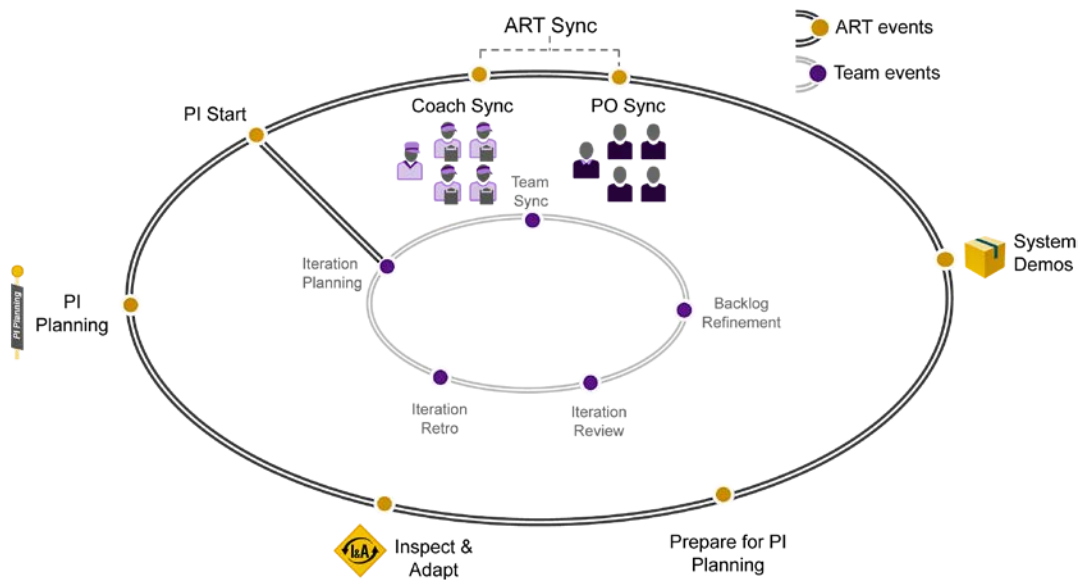 ART Sync
ART events
Team events
Coach Sync
PO Sync
PI Start
Team
Sync
Iteration
Planning
System
Demos
PI Planning
PI
Planning
Backlog
Refinement
Iteration
Retro
Iteration
Review
I&A
Inspect &
Adapt
Prepare for PI
Planning